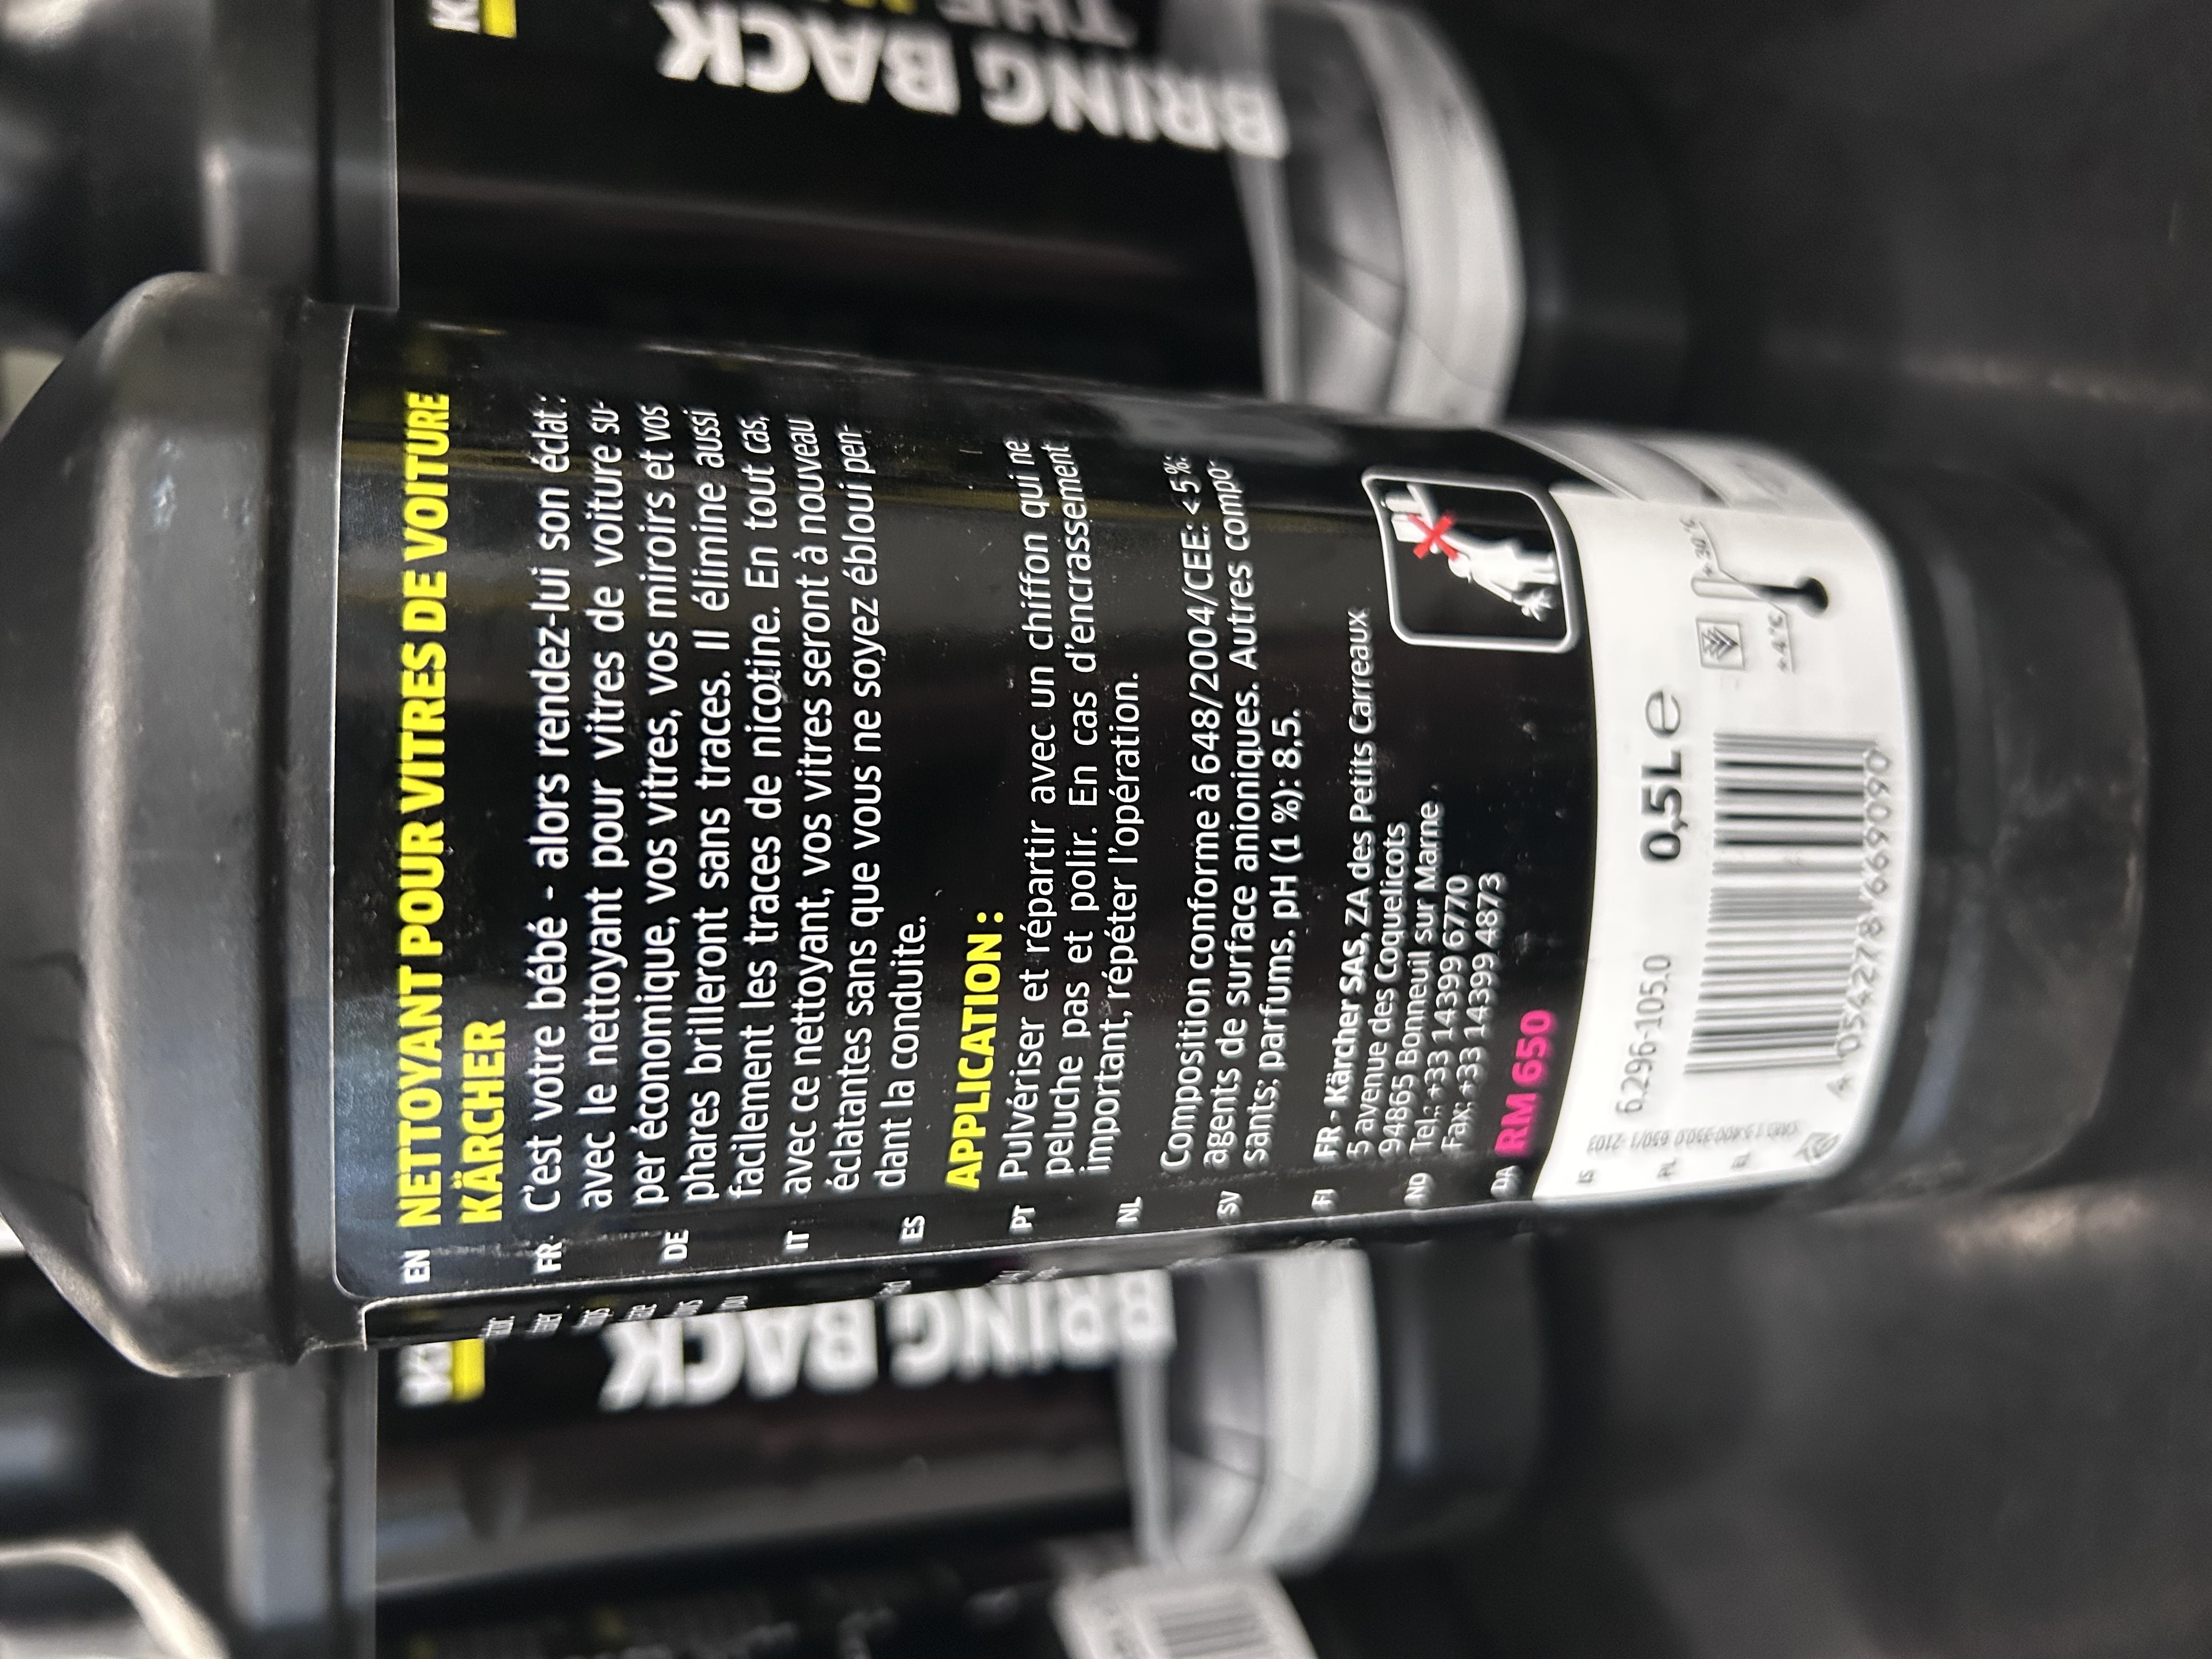 NETTOYANT POUR VITRES DE VOITURE
KÄRCHER
C'est votre bébé - alors rendez-lui son éclat :
avec le nettoyant pour vitres de voiture su-
per économique, vos vitres, vos miroirs et vos
phares brilleront sans traces. Il élimine aussi
facilement les traces de nicotine. En tout cas,
avec ce nettoyant, vos vitres seront à nouveau
éclatantes sans que vous ne soyez ébloui pen-
dant la conduite.
APPLICATION :
Pulvériser et répartir avec un chiffon qui ne
peluche pas et polir. En cas d'encrassement
important, répéter l'opération.
Composition conforme à 648/2004/CEE: < 5%:
agents de surface anioniques. Autres compo-
sants: parfums. pH (1 %): 8,5.
FR - Kärcher SAS, ZA des Petits Carreaux
5 avenue des Coquelicots
94865 Bonneuil sur Marne
Tel.: +33 14399 6770
Fax: +33 14399 4873
RM 650
EN
FR
DE
IT
ES
PT
NL
SV
FI
NO
DA
IS
PL
EL
6.296-105.0
0,5L e
+30°C
+4°C
4 054278 669090
BRING BACK
THE
BRING BACK